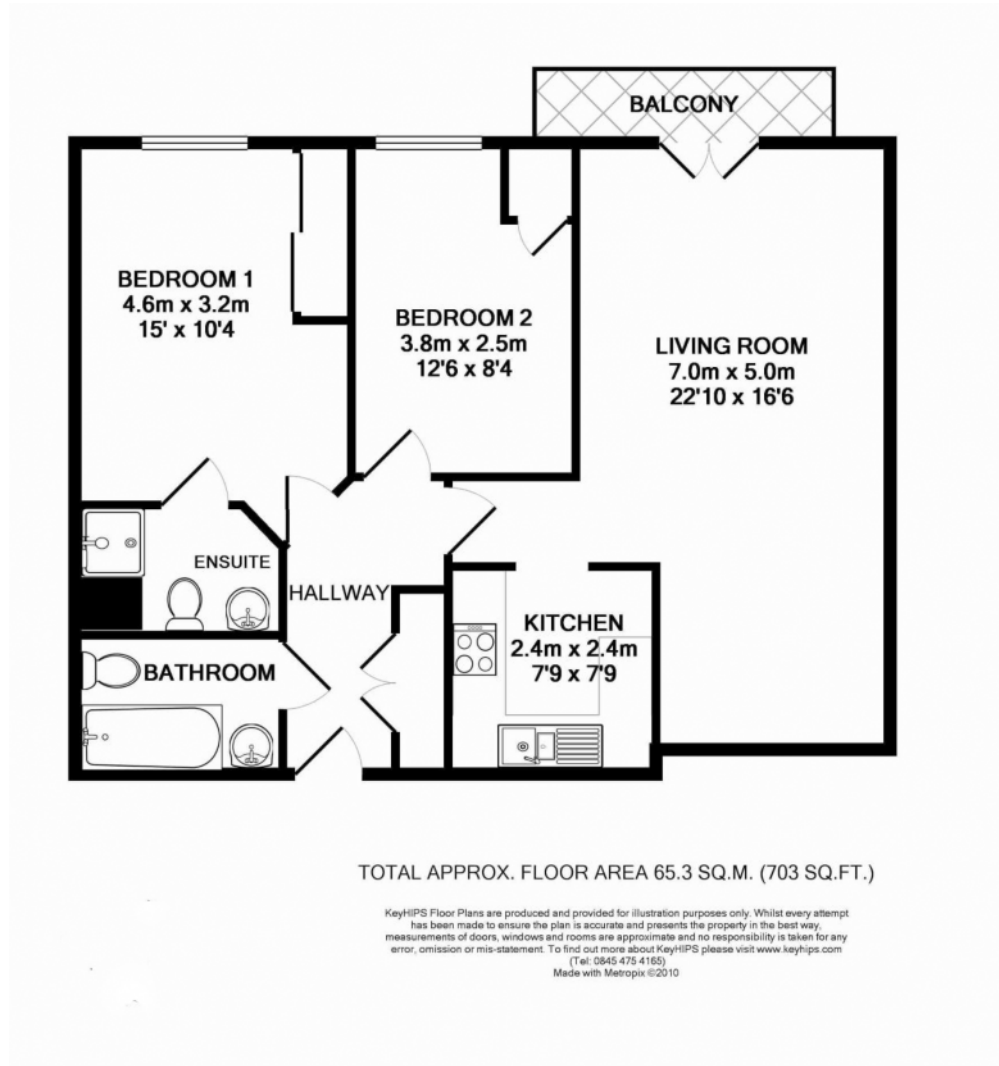 BALCONY
BEDROOM 1
4.6m x 3.2m
15' x 10'4
BEDROOM 2
3.8m x 2.5m
12'6 x 8'4
LIVING ROOM
7.0m x 5.0m
22'10 x 16'6
ENSUITE
HALLWAY
KITCHEN
2.4m x 2.4m
7'9 x 7'9
BATHROOM
TOTAL APPROX. FLOOR AREA 65.3 SQ.M. (703 SQ.FT.)
KeyHIPS Floor Plans are produced and provided for illustration purposes only. Whilst every attempt
has been made to ensure the plan is accurate and presents the property in the best way,
measurements of doors, windows and rooms are approximate and no responsibility is taken for any
error, omission or mis-statement. To find out more about KeyHIPS please visit www.keyhips.com
(Tel: 0845 475 4165)
Made with Metropix ©2010